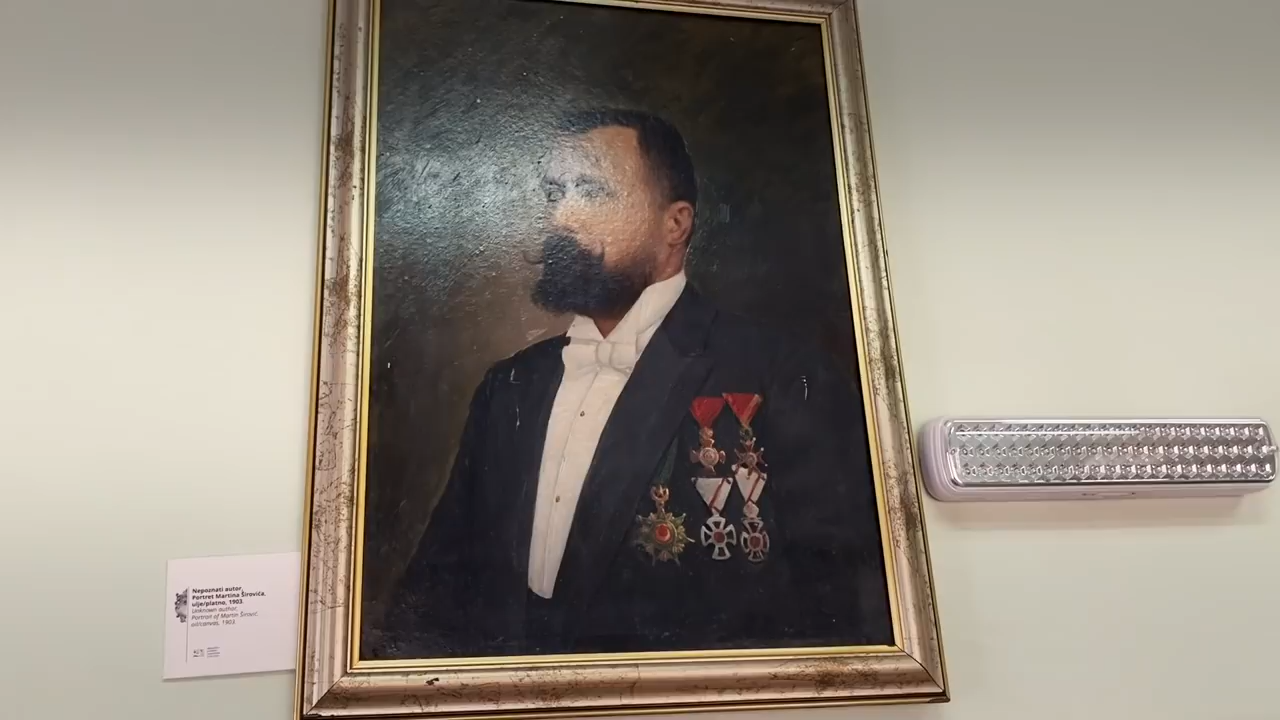 Nepoznati autor,
Portret Martina Širovića,
ulje/platno, 1903.
Unknown author,
Portrait of Martin Širović,
oil/canvas, 1903.